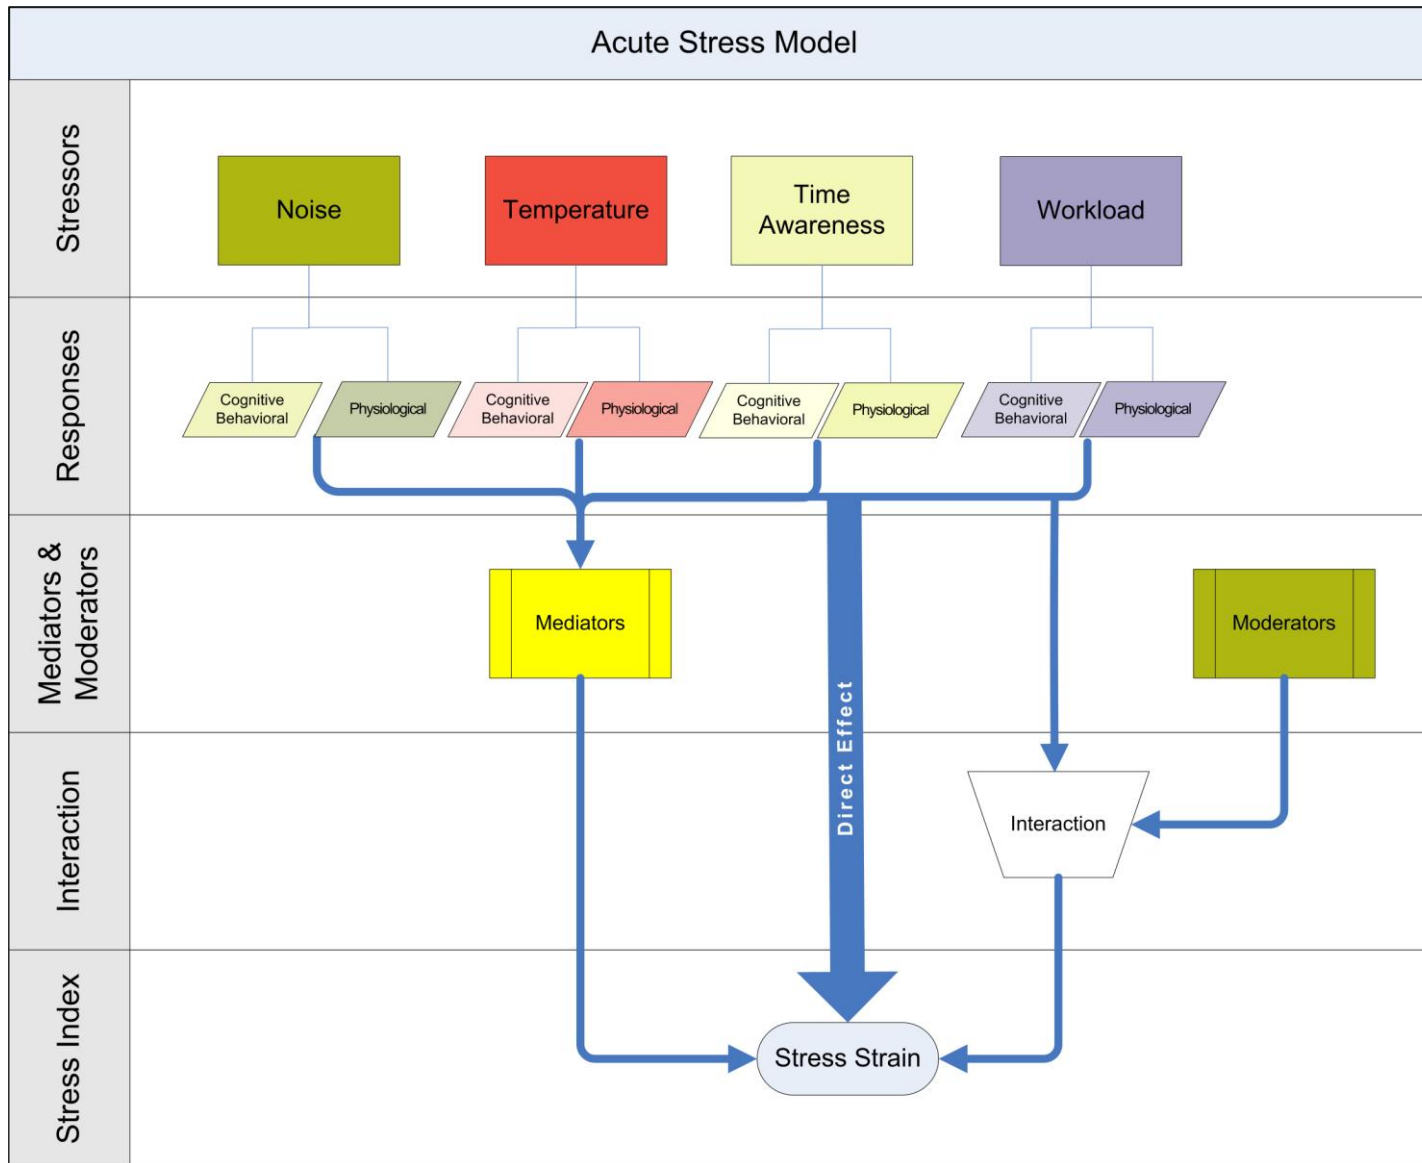 Acute Stress Model
Stressors
Noise
Temperature
Time
Awareness
Workload
Responses
Cognitive
Behavioral
Physiological
Cognitive
Behavioral
Physiological
Cognitive
Behavioral
Physiological
Cognitive
Behavioral
Physiological
Mediators &
Moderators
Mediators
Moderators
Direct Effect
Interaction
Interaction
Stress Index
Stress Strain